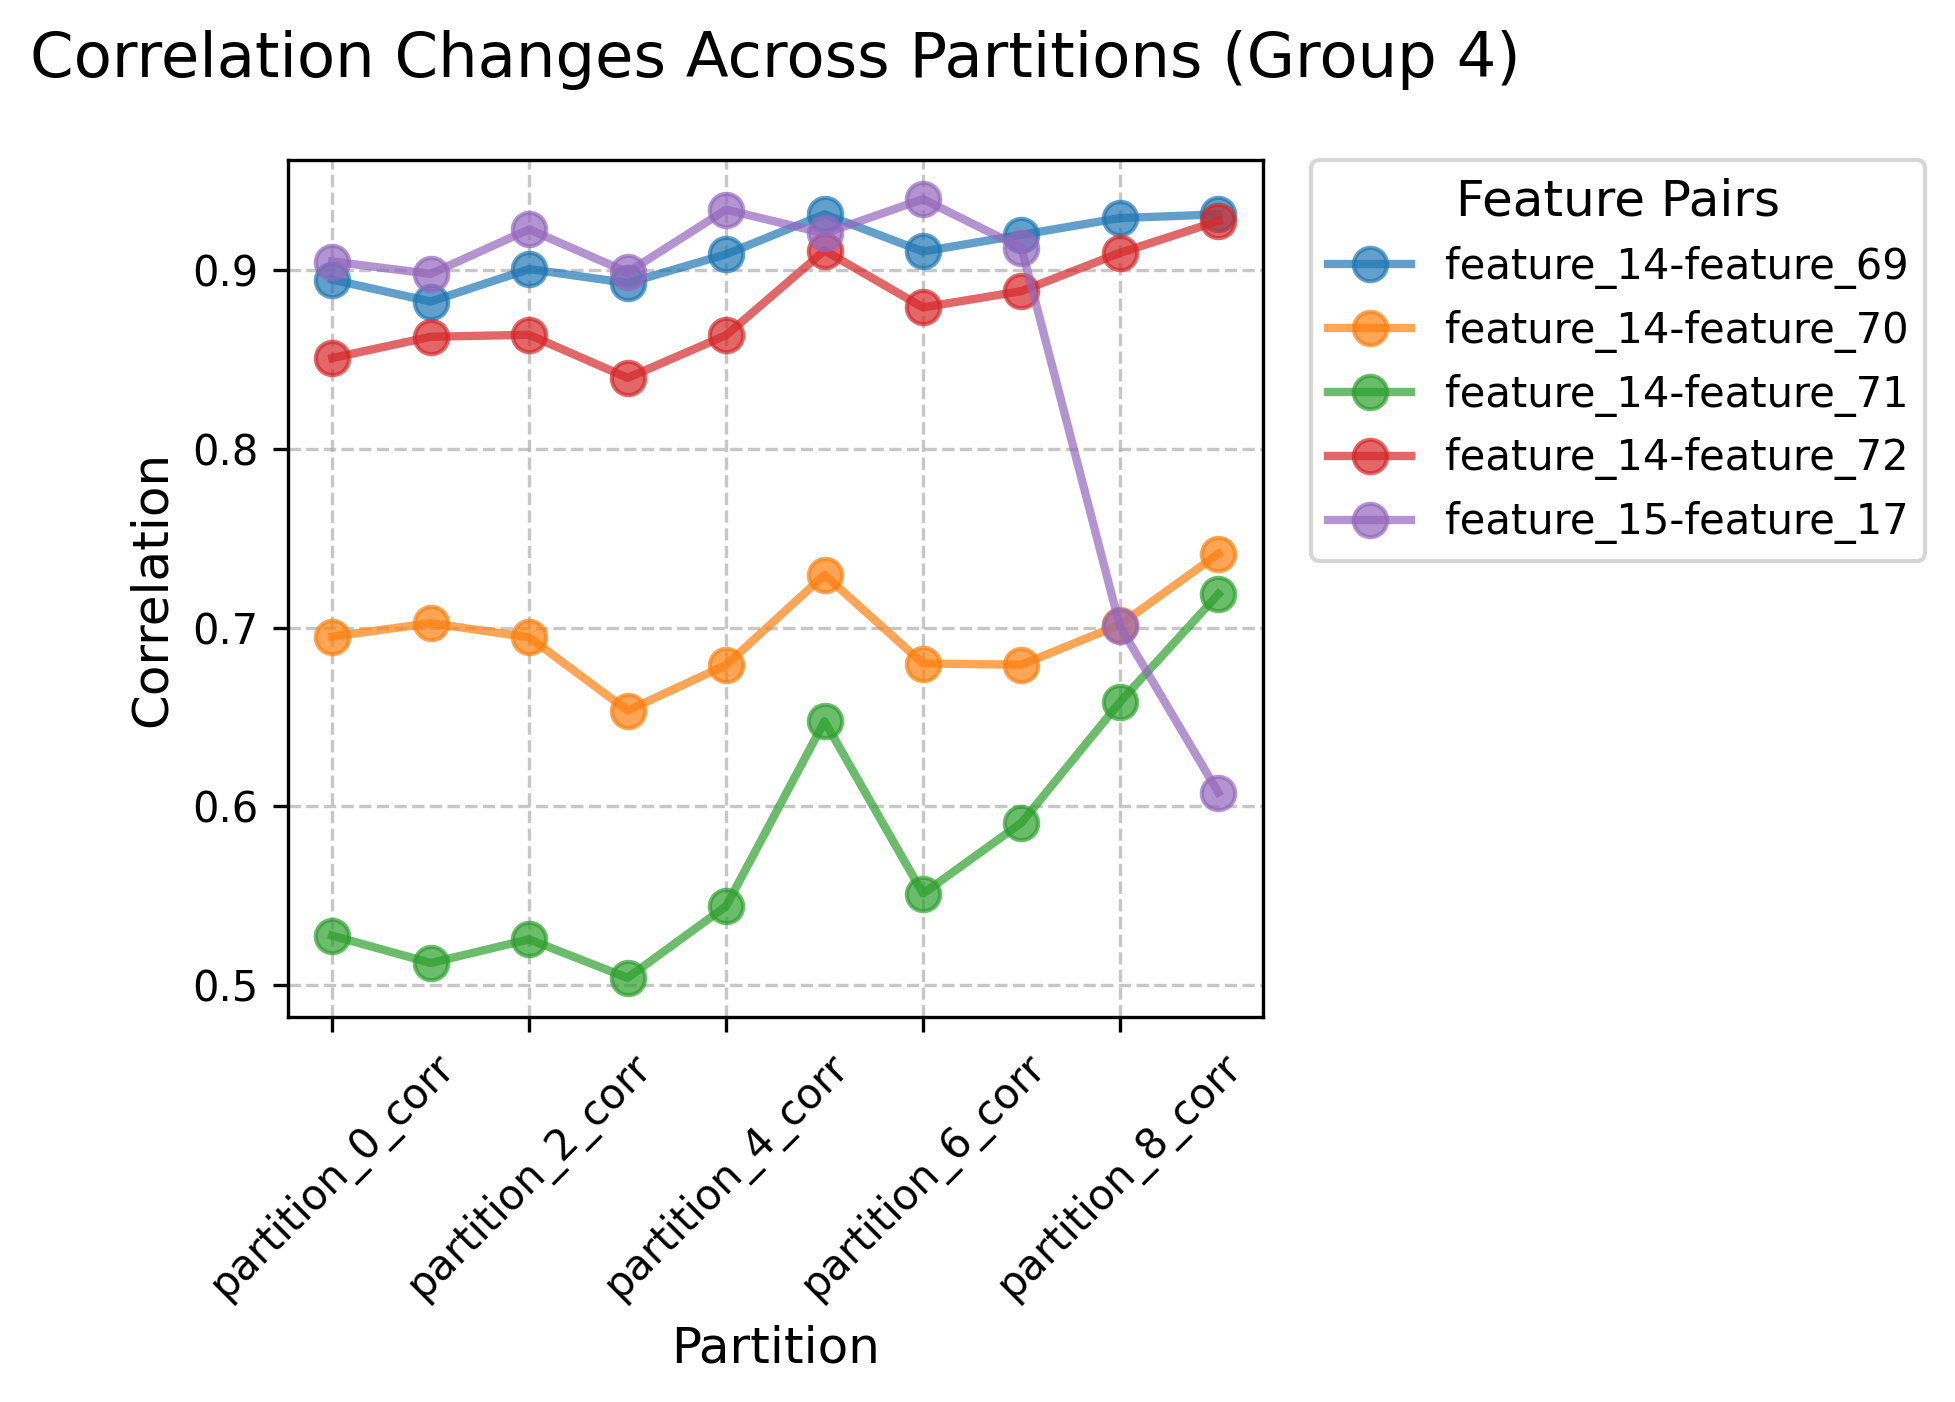 Correlation Changes Across Partitions (Group 4)
Feature Pairs
feature_14-feature_69
feature_14-feature_70
feature_14-feature_71
feature_14-feature_72
feature_15-feature_17
Correlation
0.9
0.8
0.7
0.6
0.5
partition_0_corr
partition_2_corr
partition_4_corr
partition_6_corr
partition_8_corr
Partition